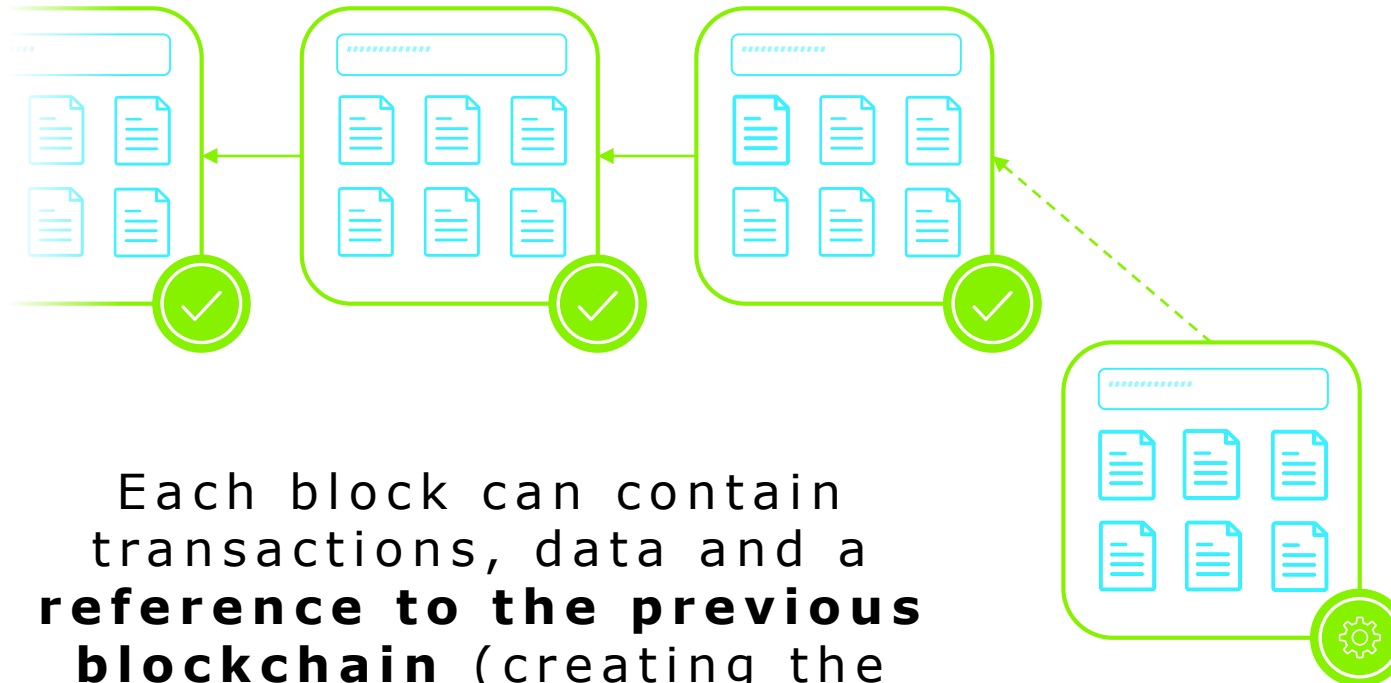 Each block can contain
transactions, data and a
reference to the previous
blockchain (creating the